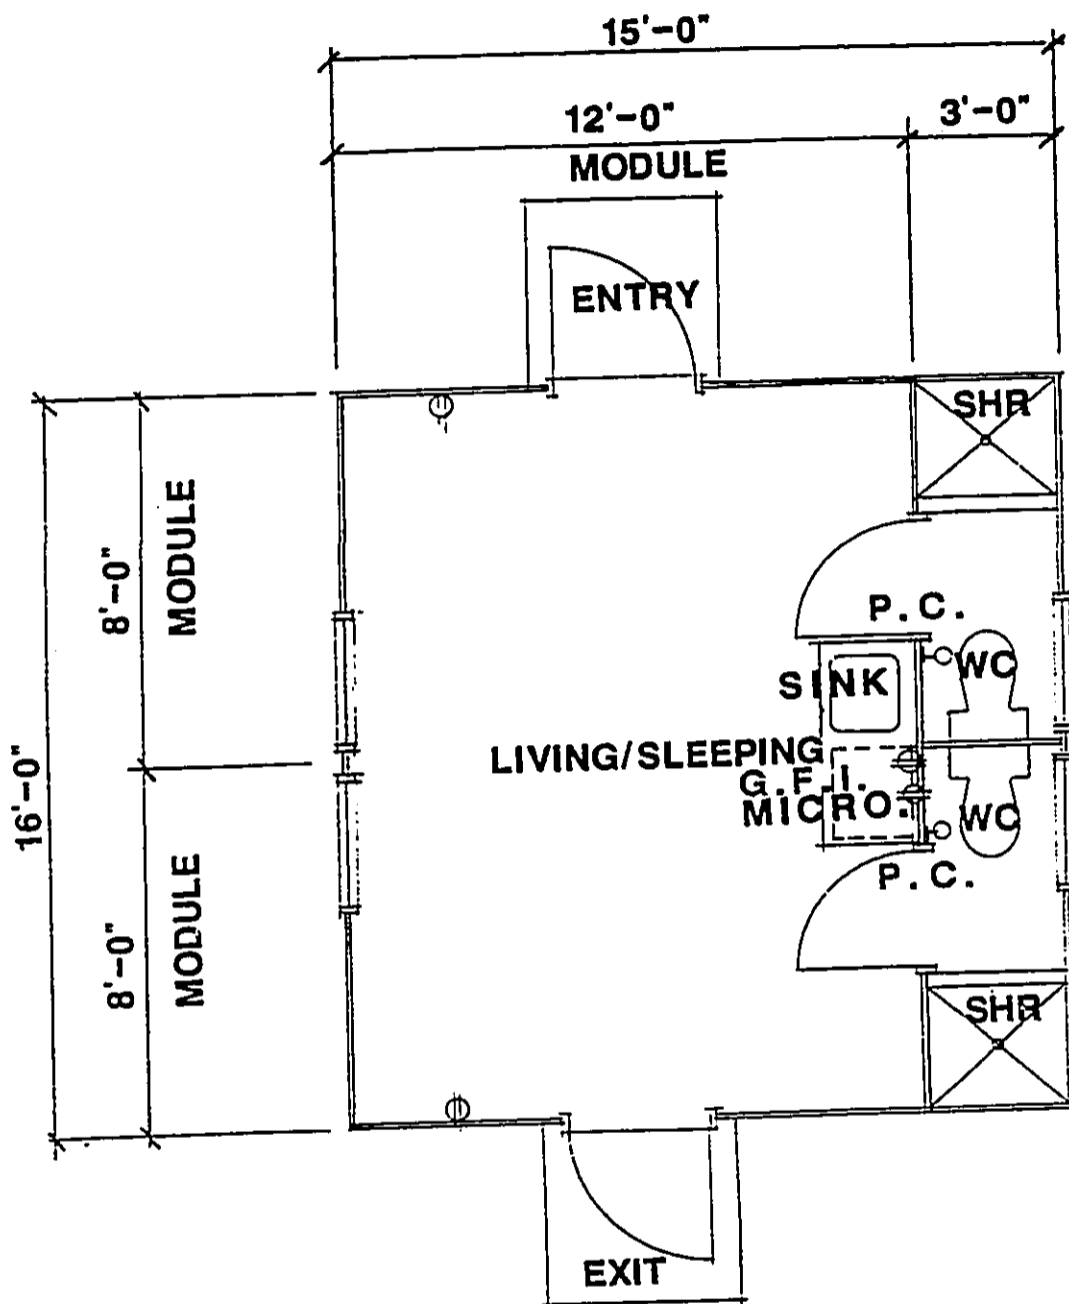 15'-0"
12'-0"
3'-0"
MODULE
ENTRY
SHR
8'-0"
MODULE
P.C.
WC
SINK
LIVING/SLEEPING
G.F.I.
MICRO.
WC
P.C.
16'-0"
8'-0"
MODULE
SHR
EXIT